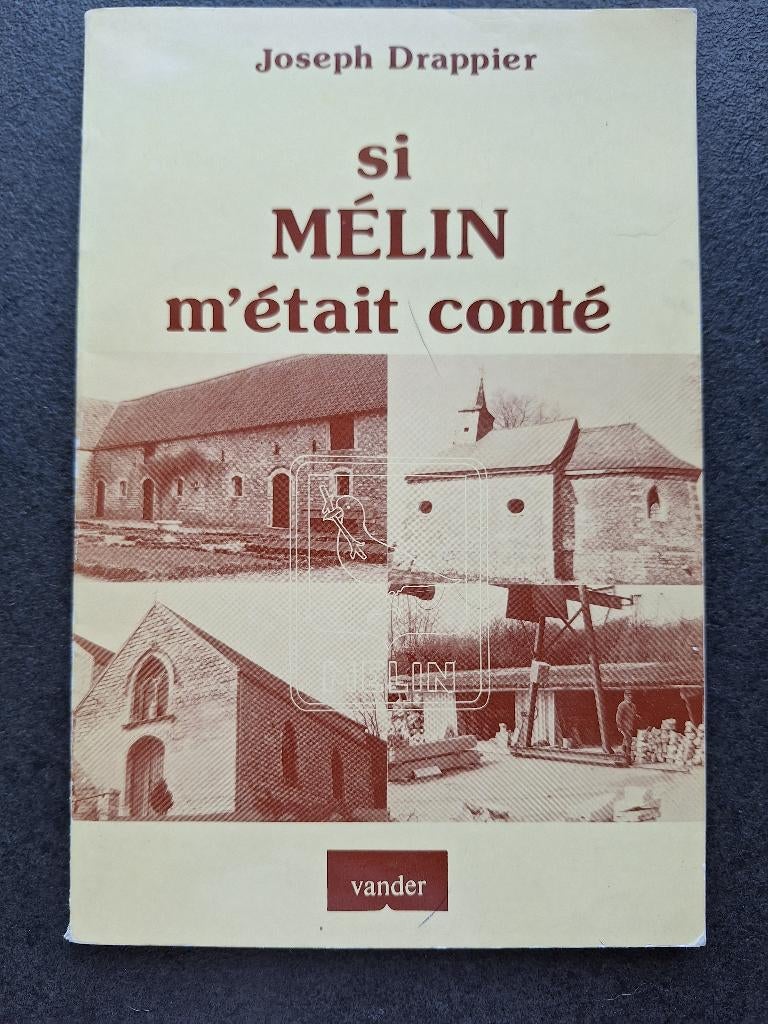 Joseph Drappier
si
MÉLIN
m'était conté
MÉLIN
vander